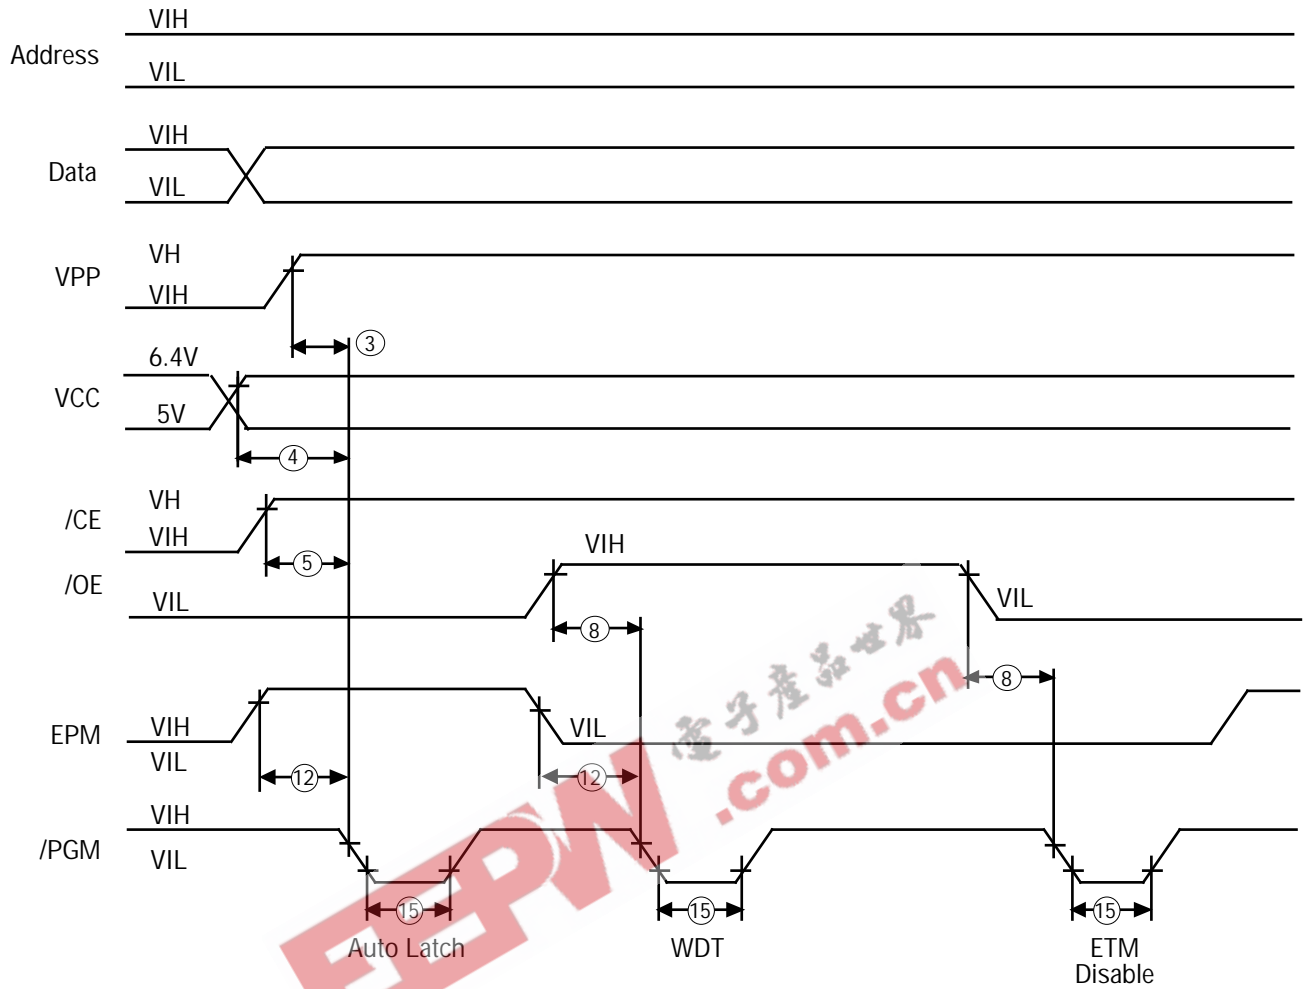 VIH
Address
VIL
VIH
Data
VIL
VH
VPP
VIH
3
6.4V
VCC
5V
4
VH
/CE
VIH
5
VIH
/OE
VIL
VIL
8
8
EPM
VIH
VIL
VIL
12
12
VIH
/PGM
VIL
15
15
15
Auto Latch
WDT
ETM
Disable
電子產品世界
EEPW.com.cn